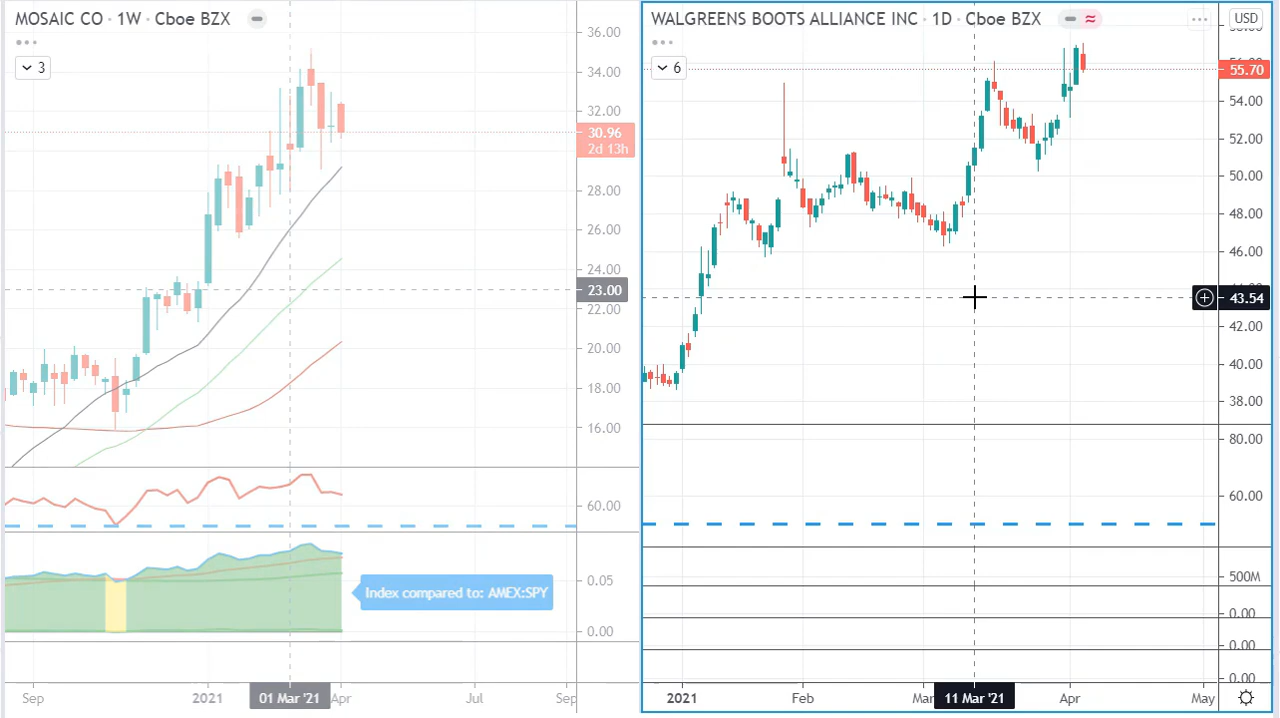 MOSAIC CO · 1W · Cboe BZX
3
36.00
34.00
32.00
30.96
2d 13h
28.00
26.00
24.00
23.00
22.00
20.00
18.00
16.00
60.00
0.05
0.00
Index compared to: AMEX:SPY
Sep
2021
01 Mar '21
Apr
Jul
Sep
WALGREENS BOOTS ALLIANCE INC · 1D · Cboe BZX
USD
6
55.70
54.00
52.00
50.00
48.00
46.00
43.54
42.00
40.00
38.00
80.00
60.00
500M
0.00
0.00
0.00
2021
Feb
Mar
11 Mar '21
Apr
May